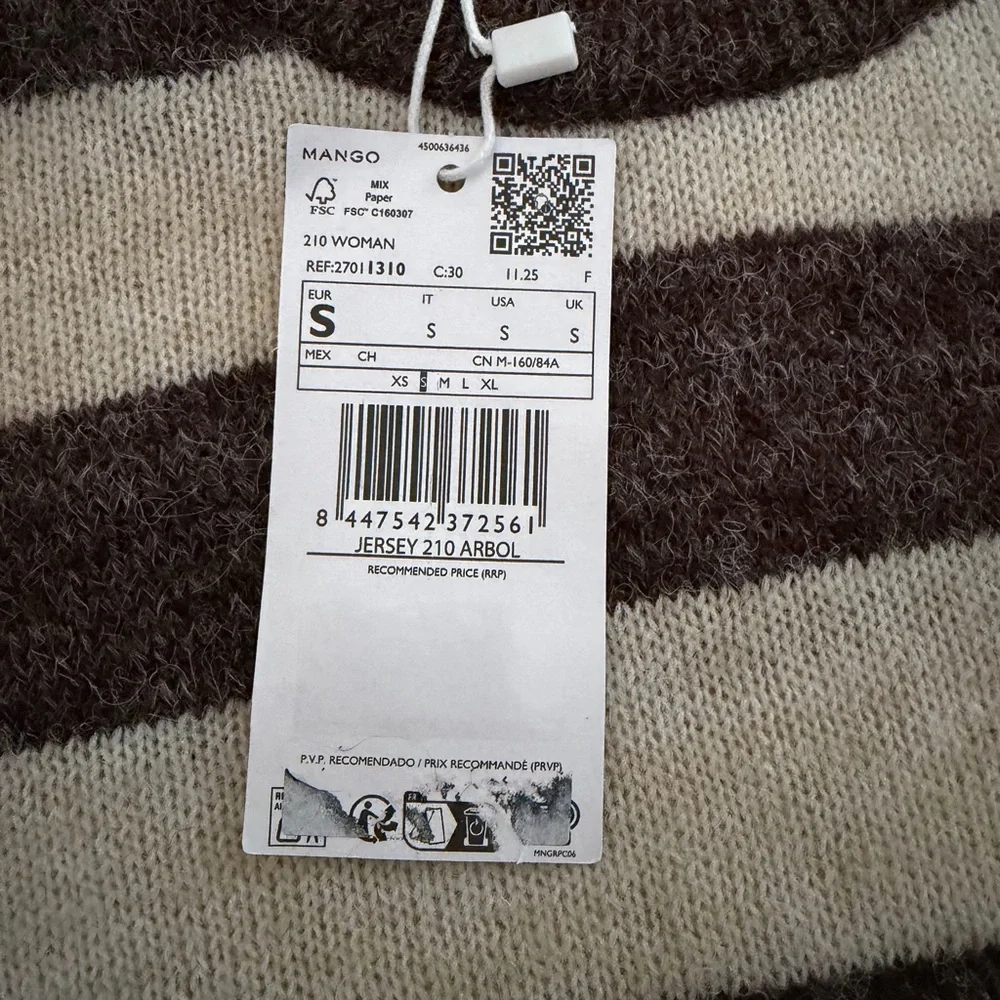 MANGO
4500636436
FSC
MIX
Paper
FSC™ C160307
210 WOMAN
REF:27011310 C:30 11.25 F
EUR IT USA UK
S S S S
MEX CH CN M-160/84A
XS S M L XL
8 447542 372561
JERSEY 210 ARBOL
RECOMMENDED PRICE (RRP)
P.V.P. RECOMENDADO / PRIX RECOMMANDÉ (PRVP)
FR
MNGRPC06